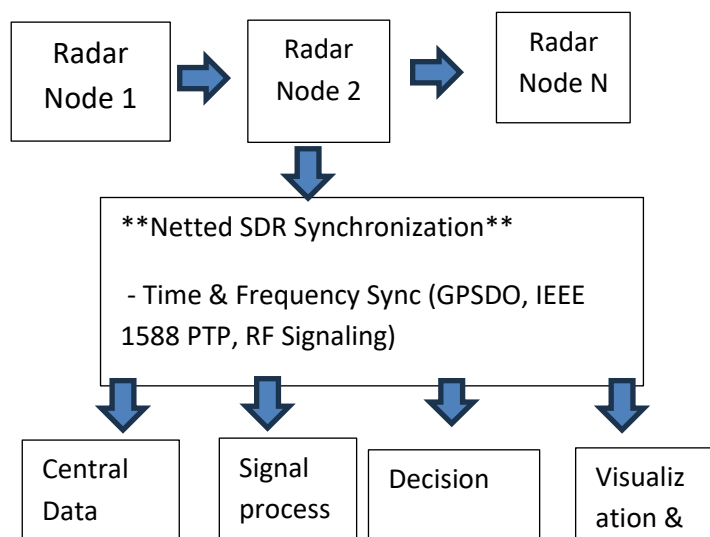 Radar
Node 1
Radar
Node 2
Radar
Node N
**Netted SDR Synchronization**
- Time & Frequency Sync (GPSDO, IEEE
1588 PTP, RF Signaling)
Central
Data
Signal
process
Decision
Visualiz
ation &